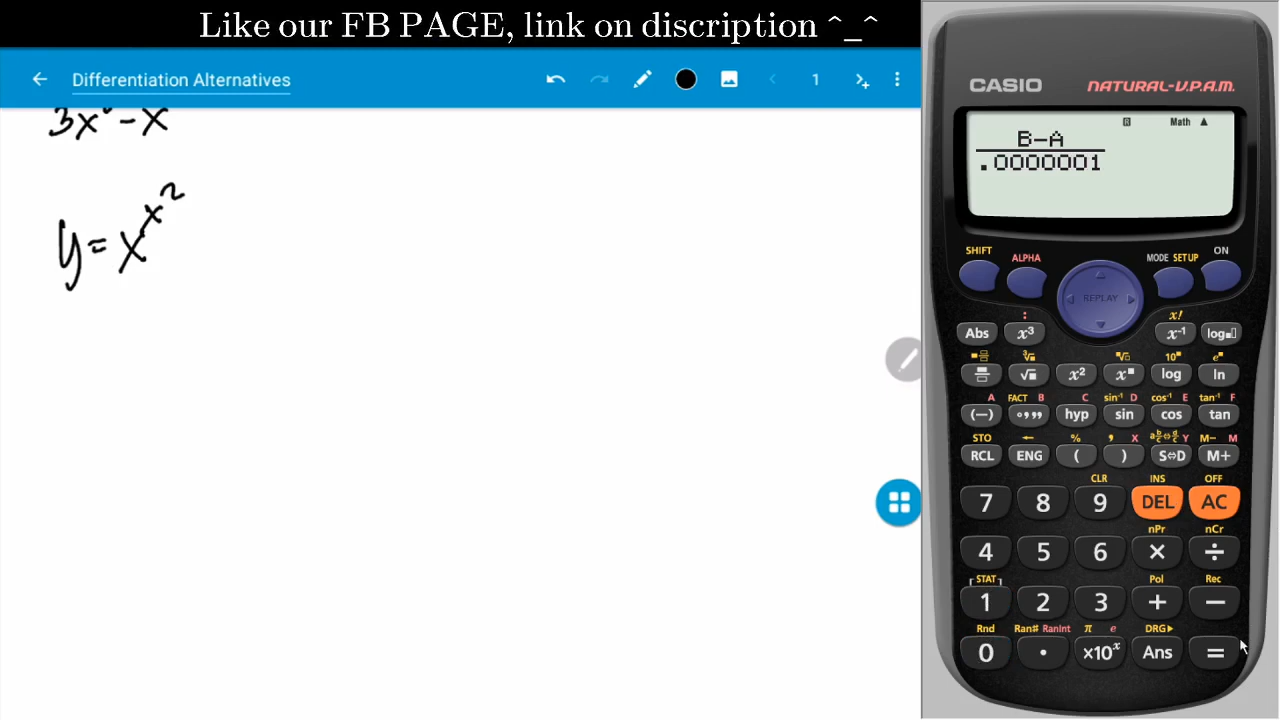 Like our FB PAGE, link on discription ^_^
Differentiation Alternatives
1
y = x^x^2
CASIO NATURAL-V.P.A.M.
R Math ▲
B-A
.0000001
SHIFT ALPHA MODE SETUP ON
REPLAY
: x!
Abs x³ x⁻¹ log▪▯
³√▪ ▪√▯ 10▪ e▪
√▪ x² x▪ log ln
A FACT B C sin⁻¹ D cos⁻¹ E tan⁻¹ F
(−) °,,, hyp sin cos tan
STO ← % , X a b/c⇔d/c Y M− M
RCL ENG ( ) S⇔D M+
CLR INS OFF
7 8 9 DEL AC
nPr nCr
4 5 6 × ÷
STAT Pol Rec
1 2 3 + −
Rnd Ran# RanInt π e DRG▶
0 . ×10ˣ Ans =